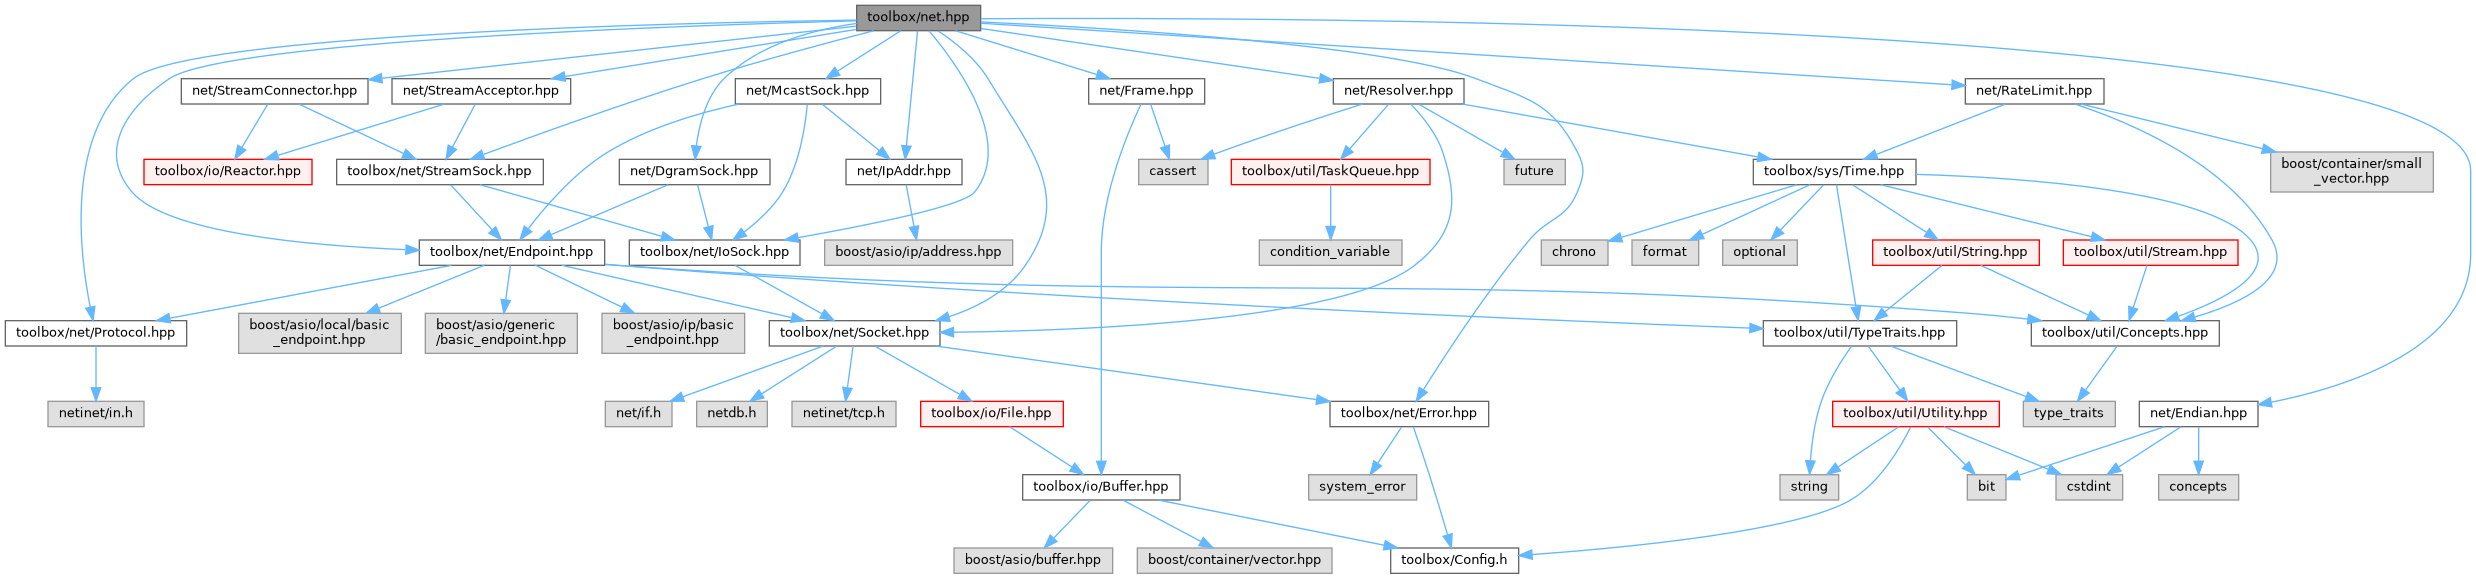 toolbox/net.hpp
net/StreamConnector.hpp
net/StreamAcceptor.hpp
net/McastSock.hpp
net/Frame.hpp
net/Resolver.hpp
net/RateLimit.hpp
toolbox/io/Reactor.hpp
toolbox/net/StreamSock.hpp
net/DgramSock.hpp
net/IpAddr.hpp
cassert
toolbox/util/TaskQueue.hpp
future
toolbox/sys/Time.hpp
boost/container/small
_vector.hpp
toolbox/net/Endpoint.hpp
toolbox/net/IoSock.hpp
boost/asio/ip/address.hpp
condition_variable
chrono
format
optional
toolbox/util/String.hpp
toolbox/util/Stream.hpp
toolbox/net/Protocol.hpp
boost/asio/local/basic
_endpoint.hpp
boost/asio/generic
/basic_endpoint.hpp
boost/asio/ip/basic
_endpoint.hpp
toolbox/net/Socket.hpp
toolbox/util/TypeTraits.hpp
toolbox/util/Concepts.hpp
netinet/in.h
net/if.h
netdb.h
netinet/tcp.h
toolbox/io/File.hpp
toolbox/net/Error.hpp
toolbox/util/Utility.hpp
type_traits
net/Endian.hpp
toolbox/io/Buffer.hpp
system_error
string
bit
cstdint
concepts
boost/asio/buffer.hpp
boost/container/vector.hpp
toolbox/Config.h